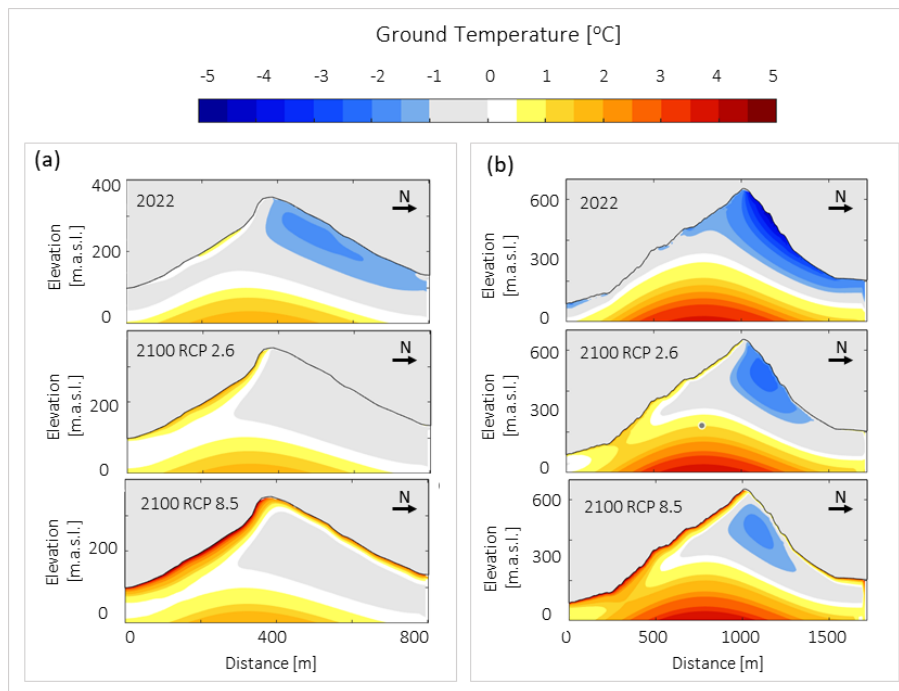 Ground Temperature [°C]
-5 -4 -3 -2 -1 0 1 2 3 4 5
(a)
400
200
0
Elevation
[m.a.s.l.]
2022
N
200
0
Elevation
[m.a.s.l.]
2100 RCP 2.6
N
200
0
Elevation
[m.a.s.l.]
2100 RCP 8.5
N
0 400 800
Distance [m]
(b)
600
300
0
Elevation
[m.a.s.l.]
2022
N
600
300
0
Elevation
[m.a.s.l.]
2100 RCP 2.6
N
600
300
0
Elevation
[m.a.s.l.]
2100 RCP 8.5
N
0 500 1000 1500
Distance [m]